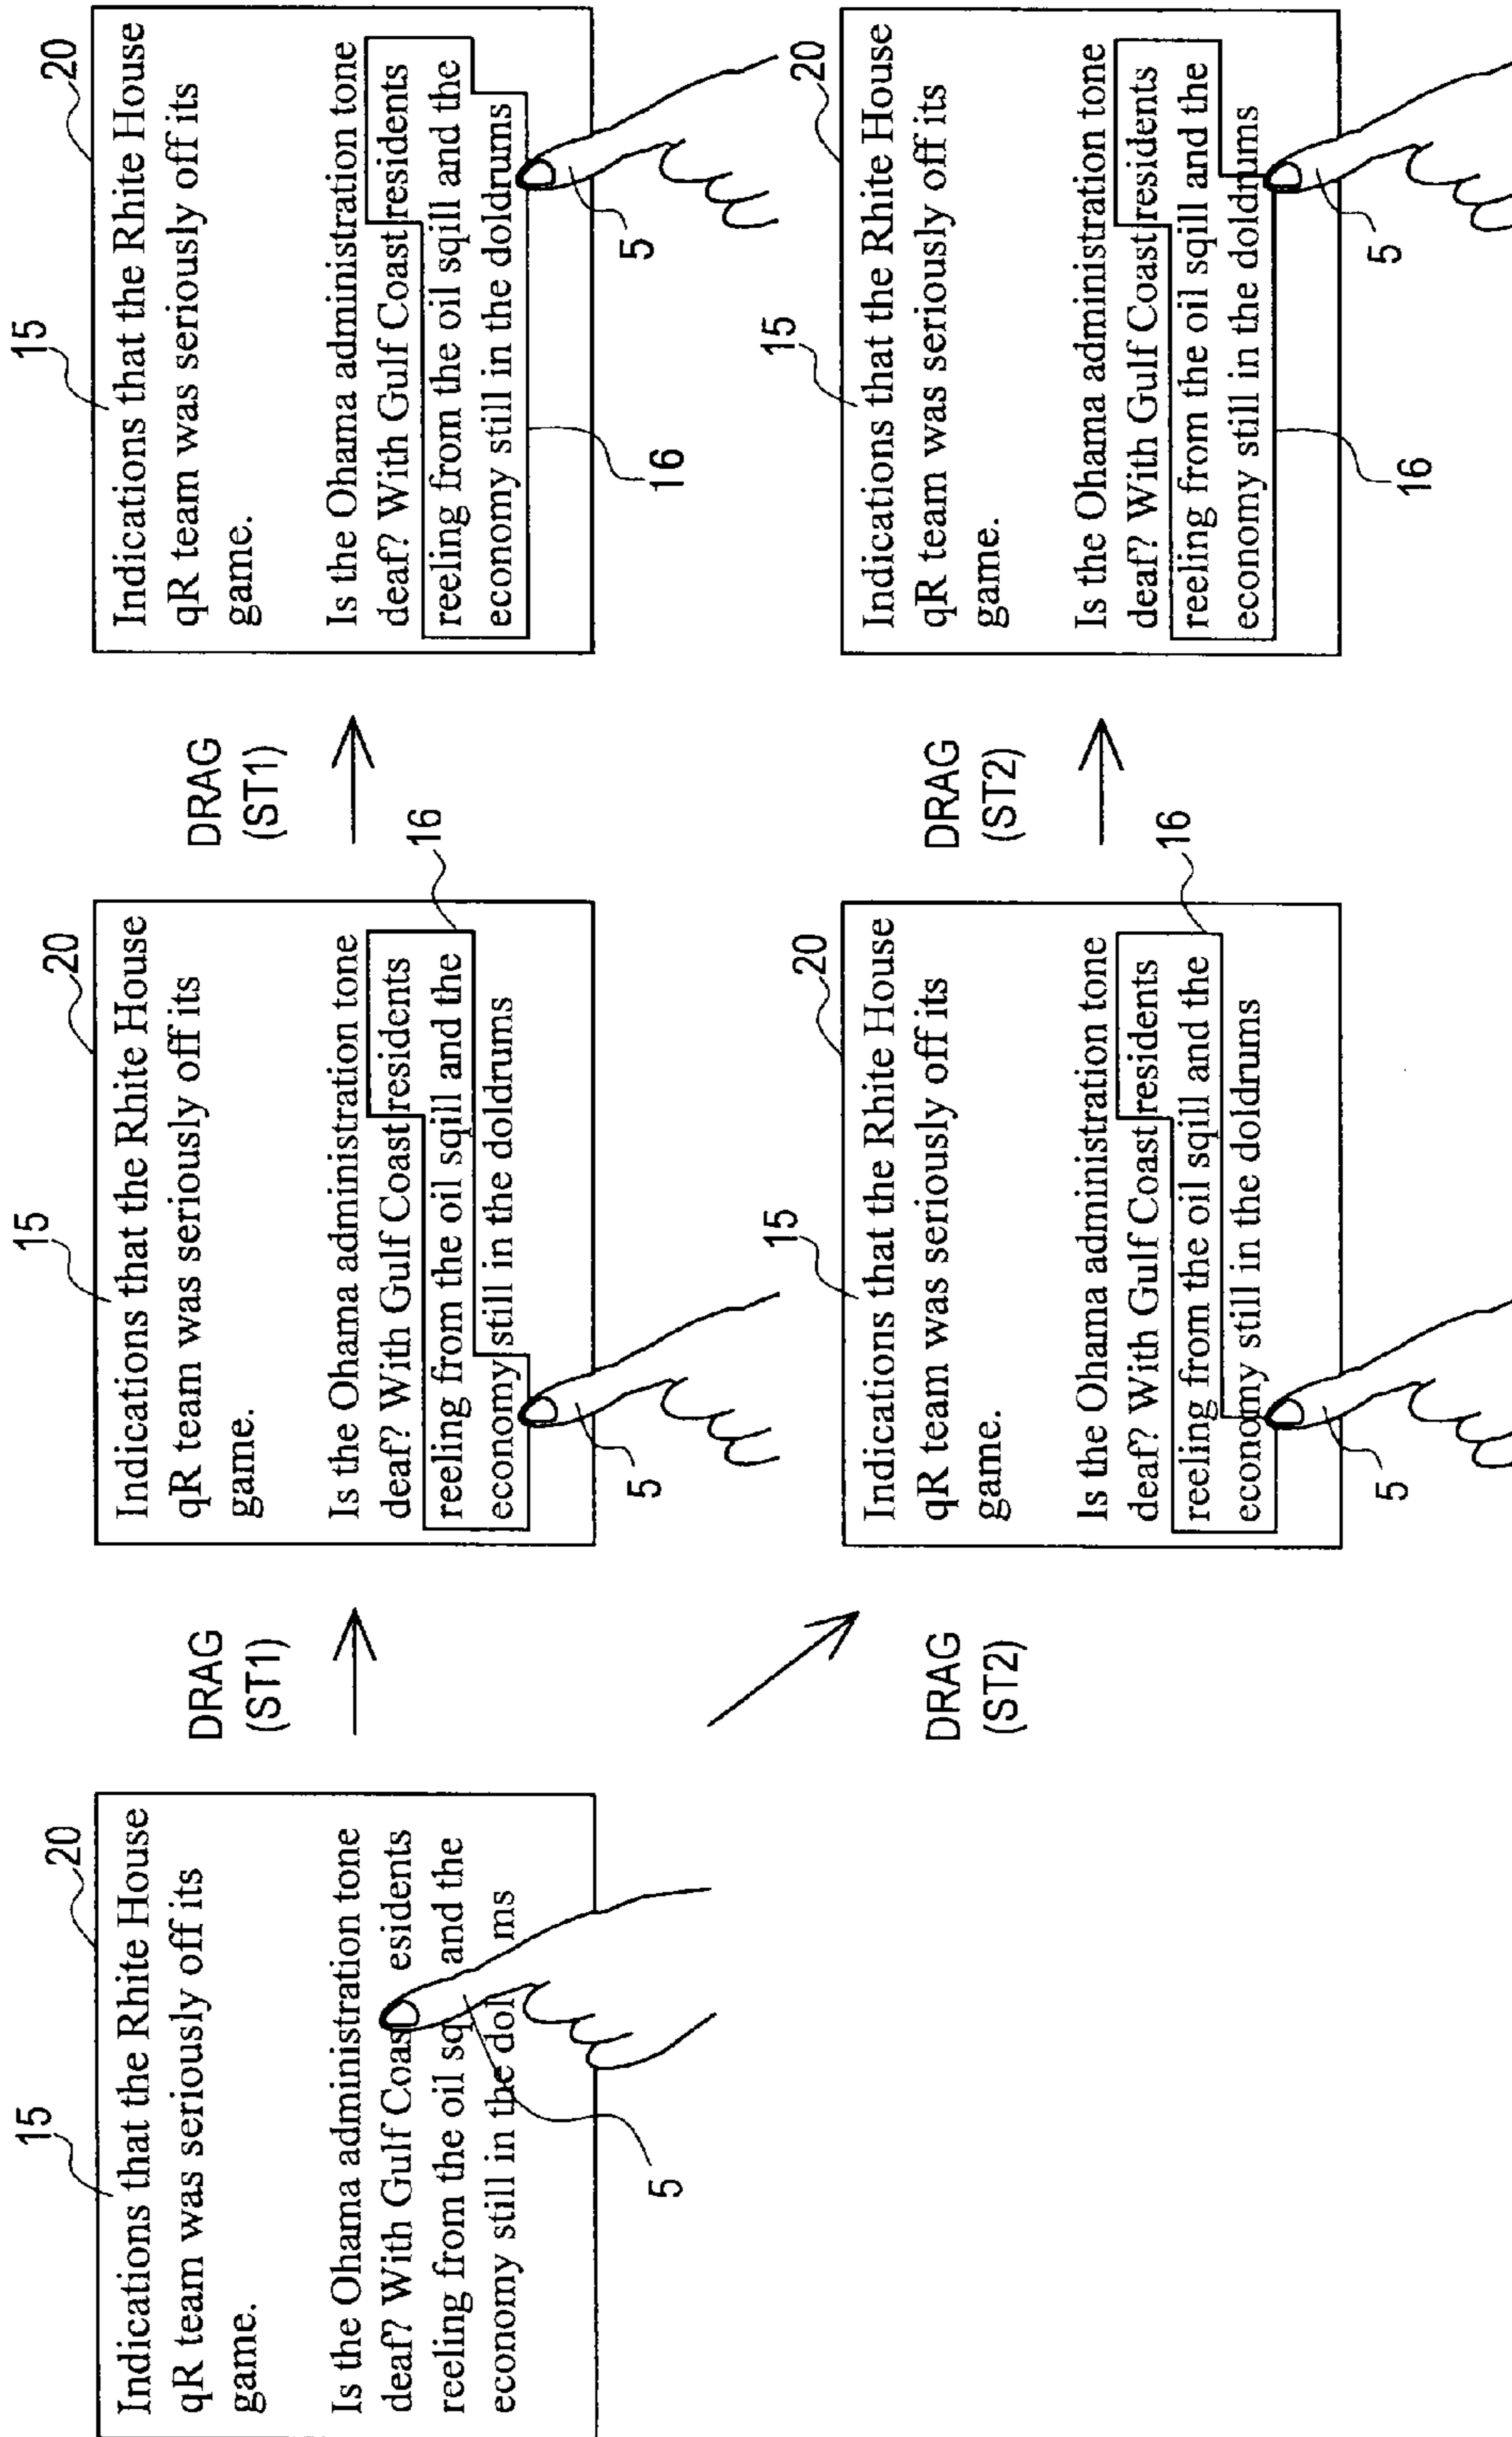 15
20
Indications that the Rhite House
qR team was seriously off its
game.
Is the Ohama administration tone
deaf? With Gulf Coas esidents
reeling from the oil sq and the
economy still in the dol ms
5
DRAG
(ST1)
15
20
Indications that the Rhite House
qR team was seriously off its
game.
Is the Ohama administration tone
deaf? With Gulf Coast residents
reeling from the oil sqill and the
economy still in the doldrums
16
5
DRAG
(ST1)
15
20
Indications that the Rhite House
qR team was seriously off its
game.
Is the Ohama administration tone
deaf? With Gulf Coast residents
reeling from the oil sqill and the
economy still in the doldrums
16
5
DRAG
(ST2)
15
20
Indications that the Rhite House
qR team was seriously off its
game.
Is the Ohama administration tone
deaf? With Gulf Coast residents
reeling from the oil sqill and the
economy still in the doldrums
16
5
DRAG
(ST2)
15
20
Indications that the Rhite House
qR team was seriously off its
game.
Is the Ohama administration tone
deaf? With Gulf Coast residents
reeling from the oil sqill and the
economy still in the doldrums
16
5